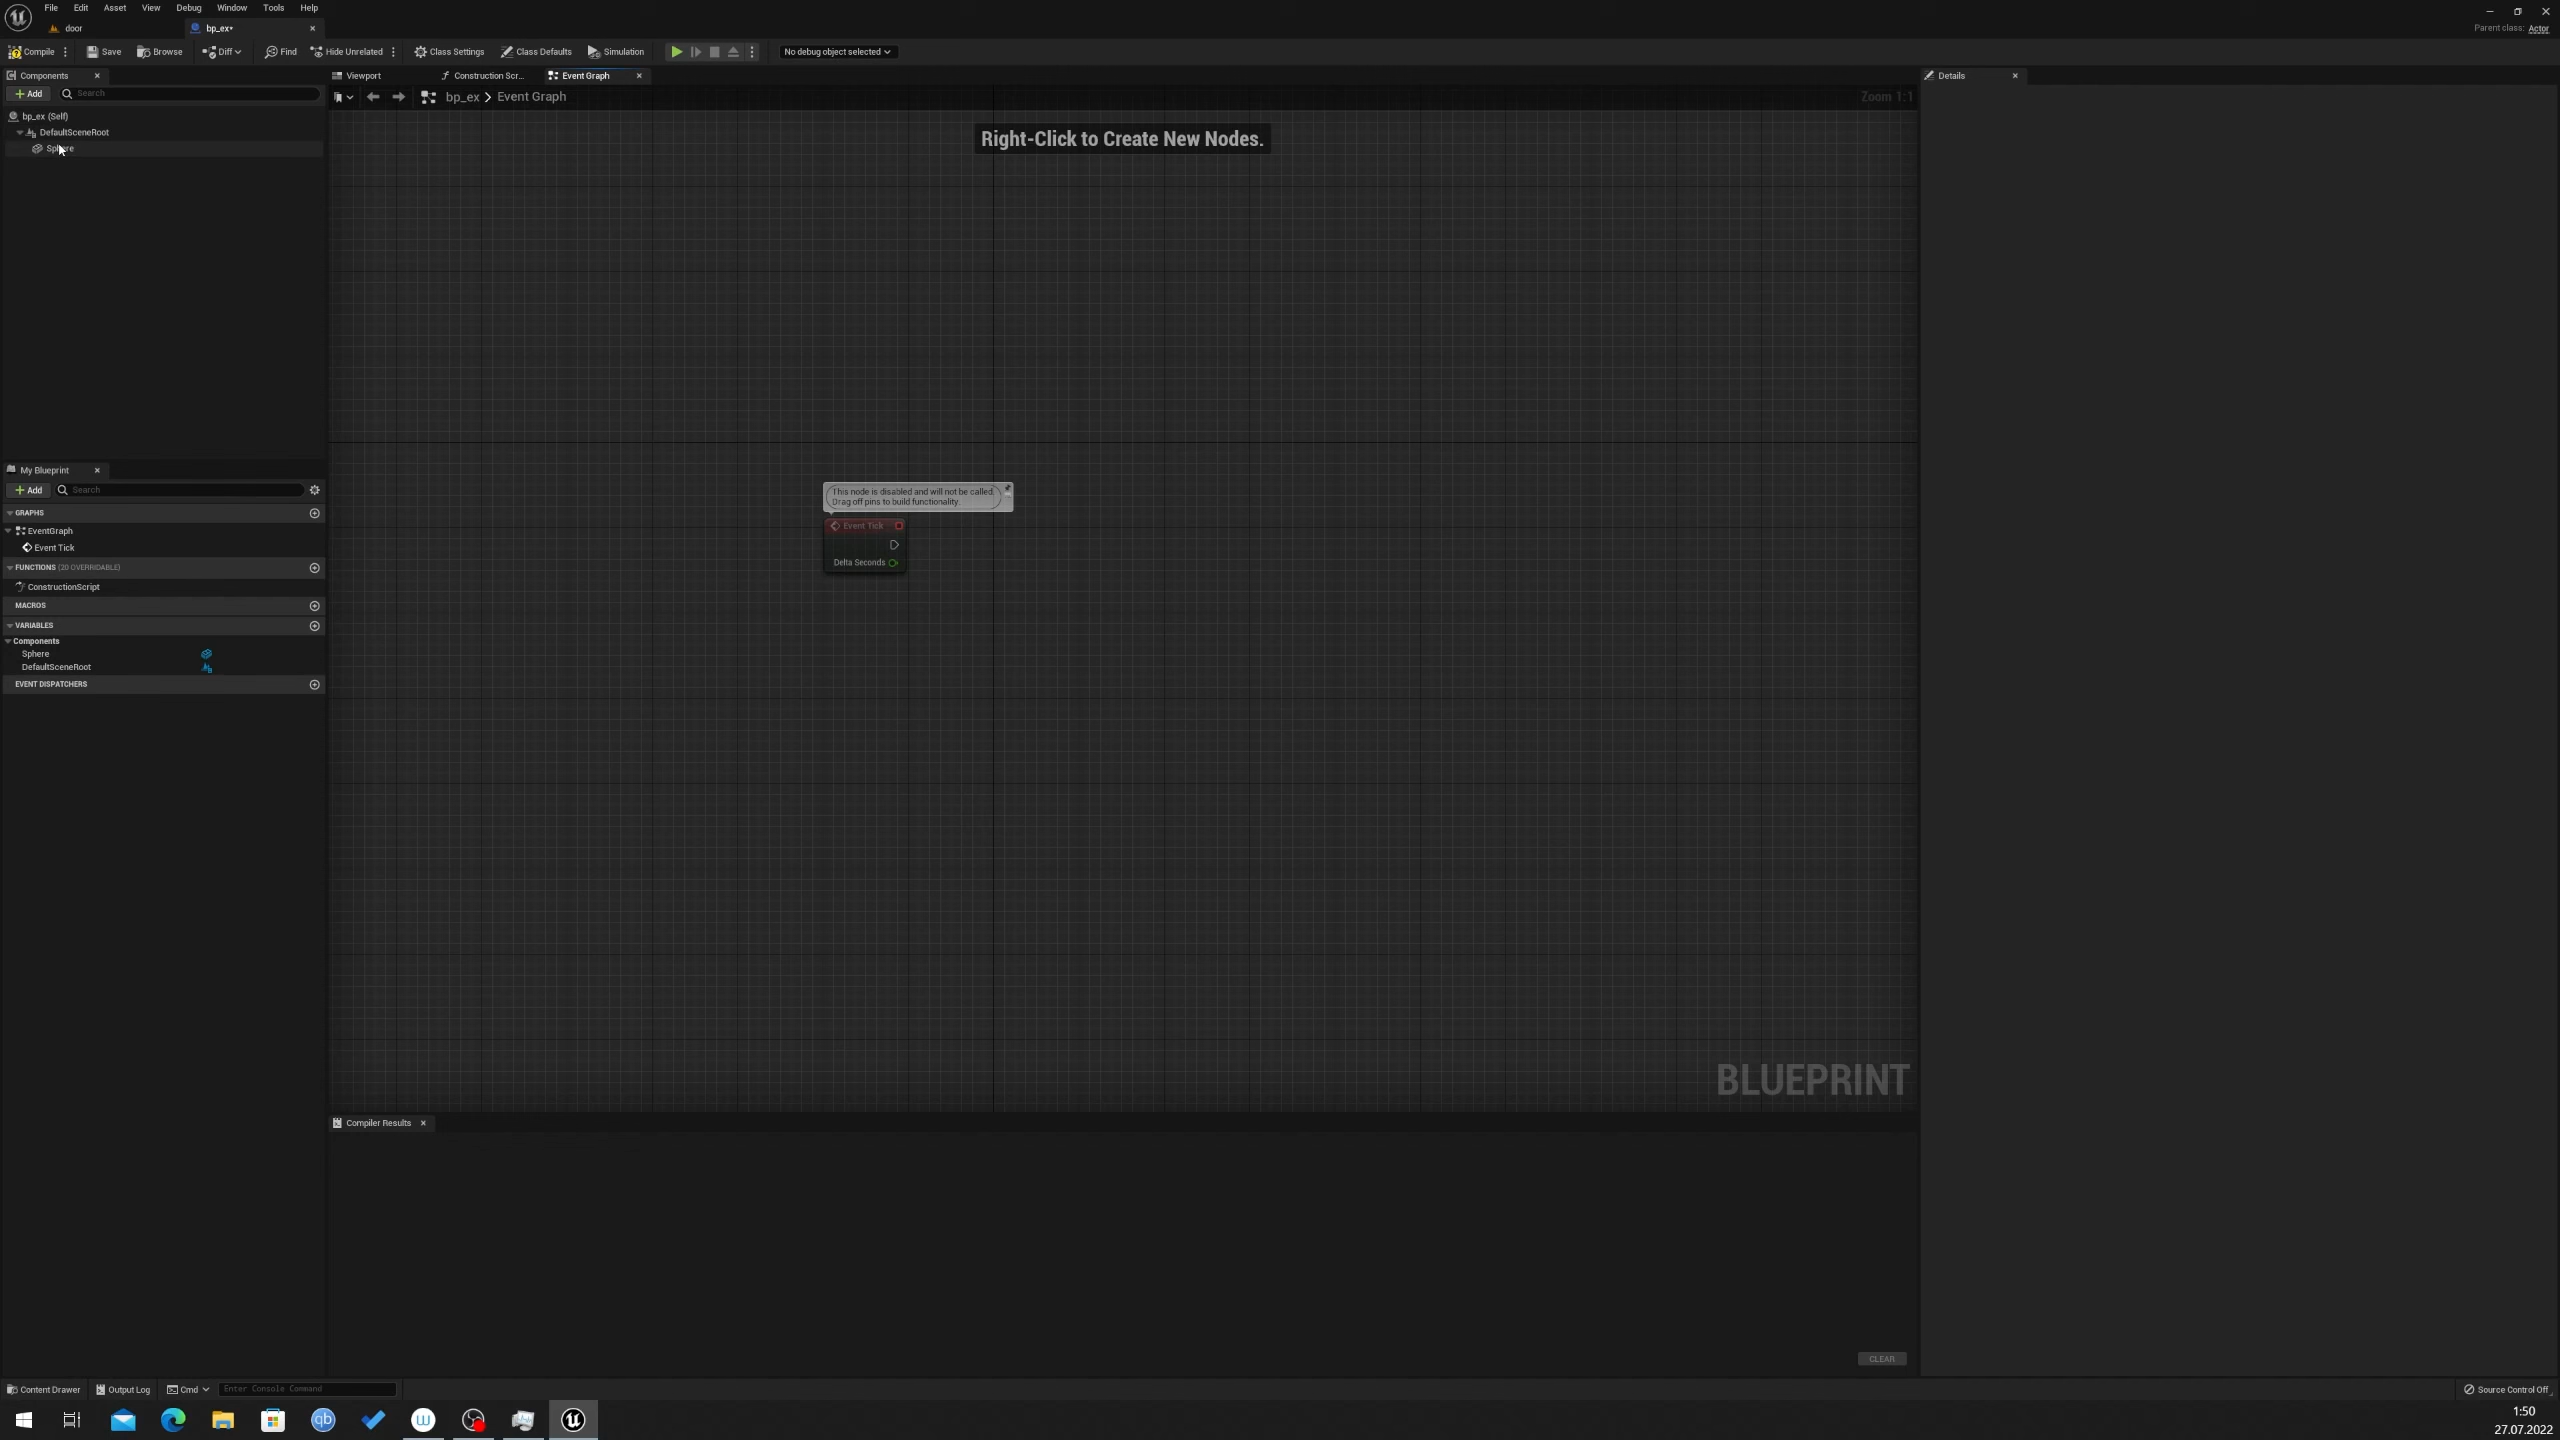 File Edit Asset View Debug Window Tools Help
door bp_ex* Parent class: Actor
Compile Save Browse Diff Find Hide Unrelated Class Settings Class Defaults Simulation No debug object selected
Components Viewport Construction Scr... Event Graph Details
Add Search bp_ex > Event Graph Zoom 1:1
bp_ex (Self)
DefaultSceneRoot
Sphere
Right-Click to Create New Nodes.
My Blueprint
Add Search
GRAPHS
EventGraph
Event Tick
FUNCTIONS (20 OVERRIDABLE)
ConstructionScript
MACROS
VARIABLES
Components
Sphere
DefaultSceneRoot
EVENT DISPATCHERS
This node is disabled and will not be called.
Drag off pins to build functionality.
Event Tick
Delta Seconds
BLUEPRINT
Compiler Results
CLEAR
Content Drawer Output Log Cmd Enter Console Command Source Control Off
qb W
1:50
27.07.2022